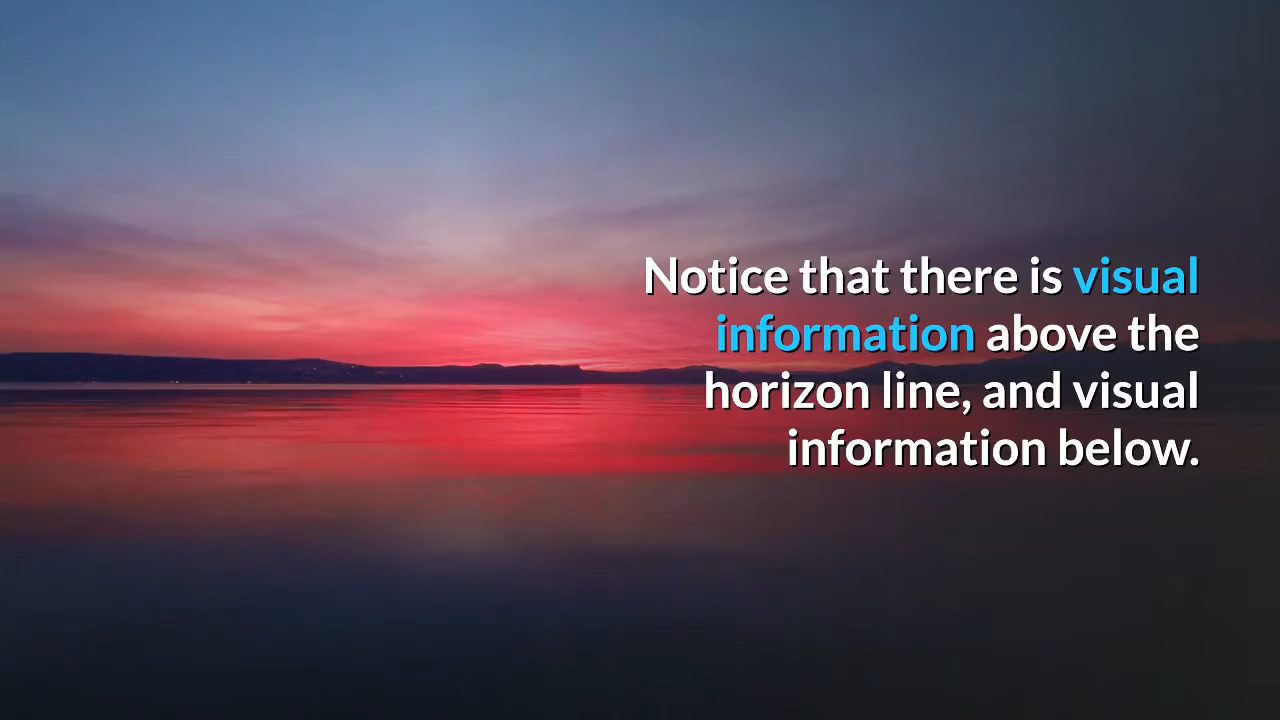 Notice that there is visual
information above the
horizon line, and visual
information below.